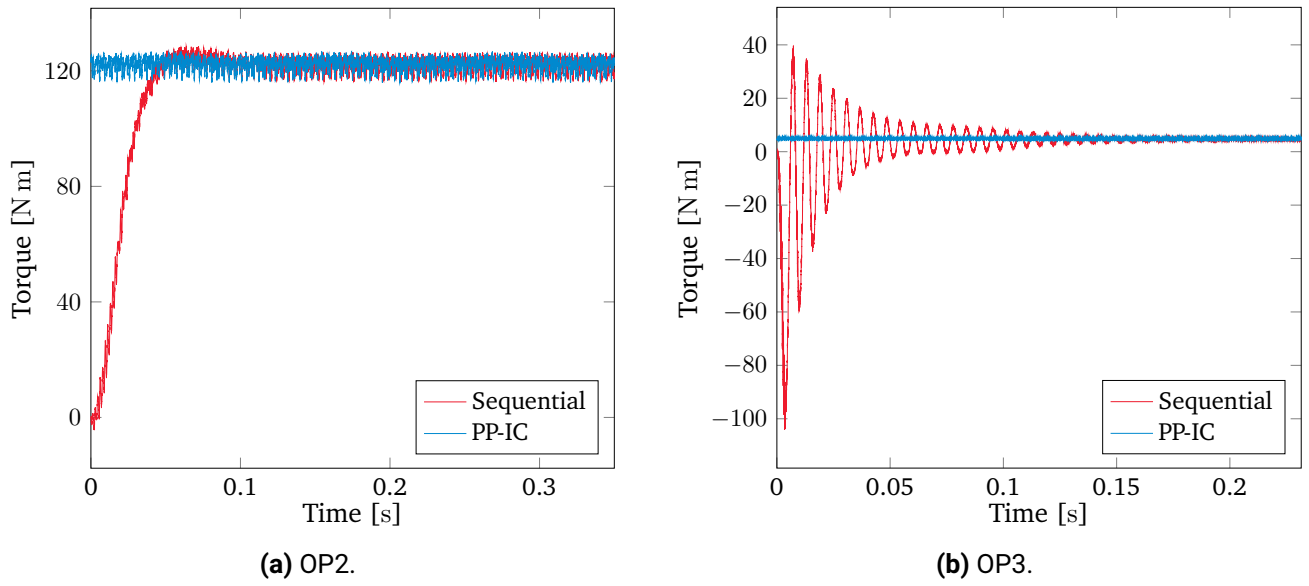 120
80
40
0
Torque [N m]
0
0.1
0.2
0.3
Time [s]
Sequential
PP-IC
(a) OP2.
40
20
0
−20
−40
−60
−80
−100
Torque [N m]
0
0.05
0.1
0.15
0.2
Time [s]
Sequential
PP-IC
(b) OP3.